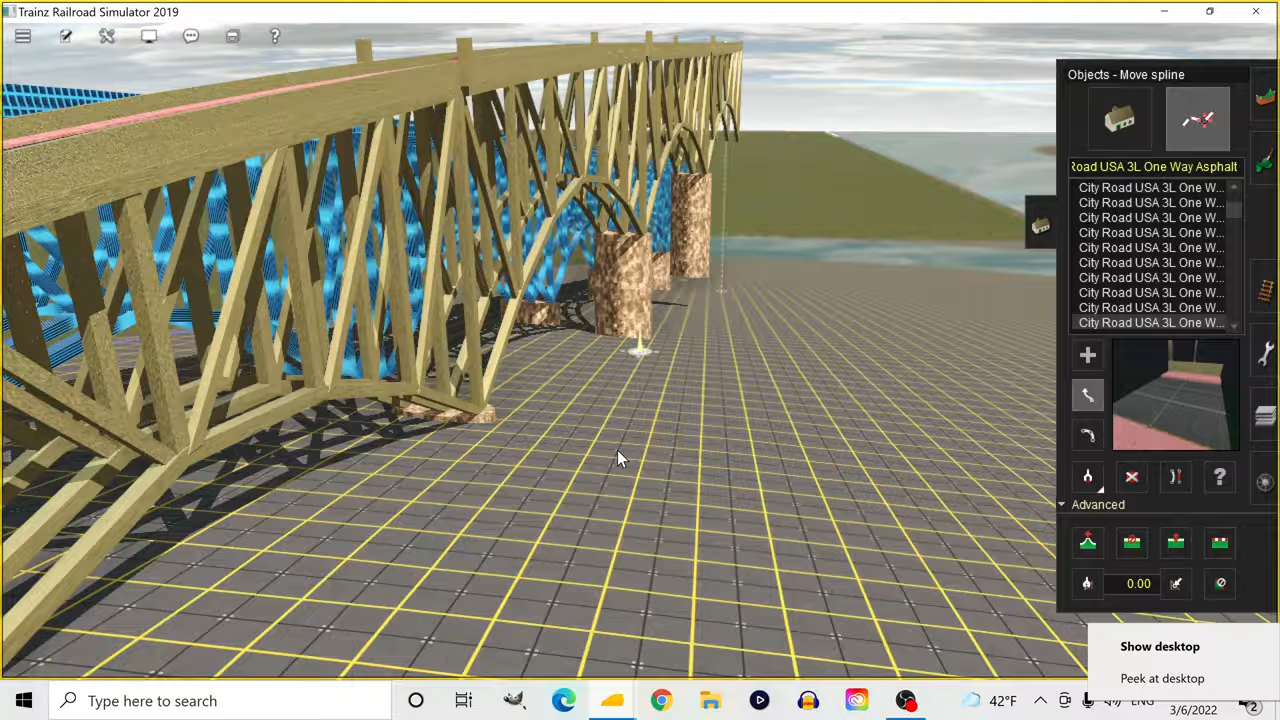 Trainz Railroad Simulator 2019
Objects - Move spline
Road USA 3L One Way Asphalt
City Road USA 3L One W...
City Road USA 3L One W...
City Road USA 3L One W...
City Road USA 3L One W...
City Road USA 3L One W...
City Road USA 3L One W...
City Road USA 3L One W...
City Road USA 3L One W...
City Road USA 3L One W...
City Road USA 3L One W...
Advanced
0.00
Show desktop
Peek at desktop
Type here to search
42°F
ENG
3/6/2022
2